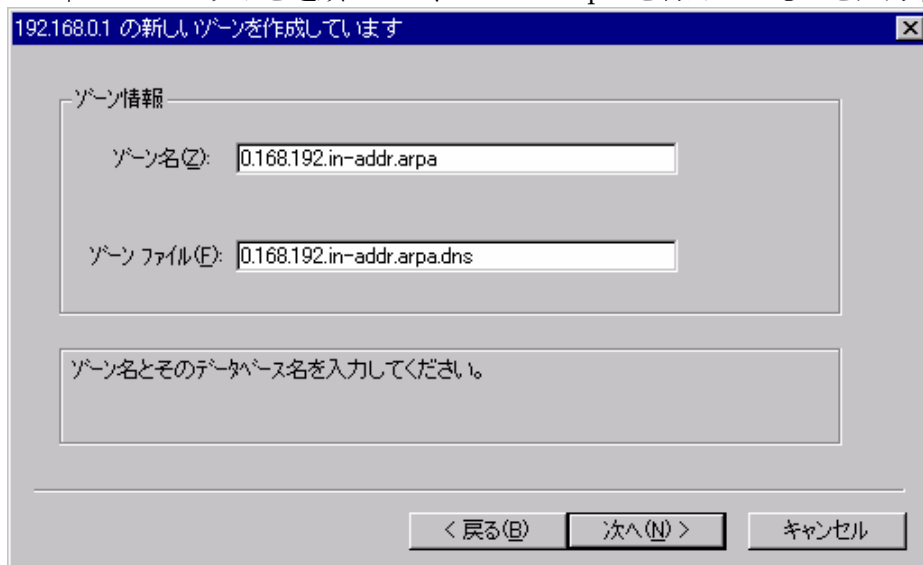 192.168.0.1 の新しいゾーンを作成しています
ゾーン情報
ゾーン名(Z): 0.168.192.in-addr.arpa
ゾーン ファイル(F): 0.168.192.in-addr.arpa.dns
ゾーン名とそのデータベース名を入力してください。
< 戻る(B) 次へ(N) > キャンセル